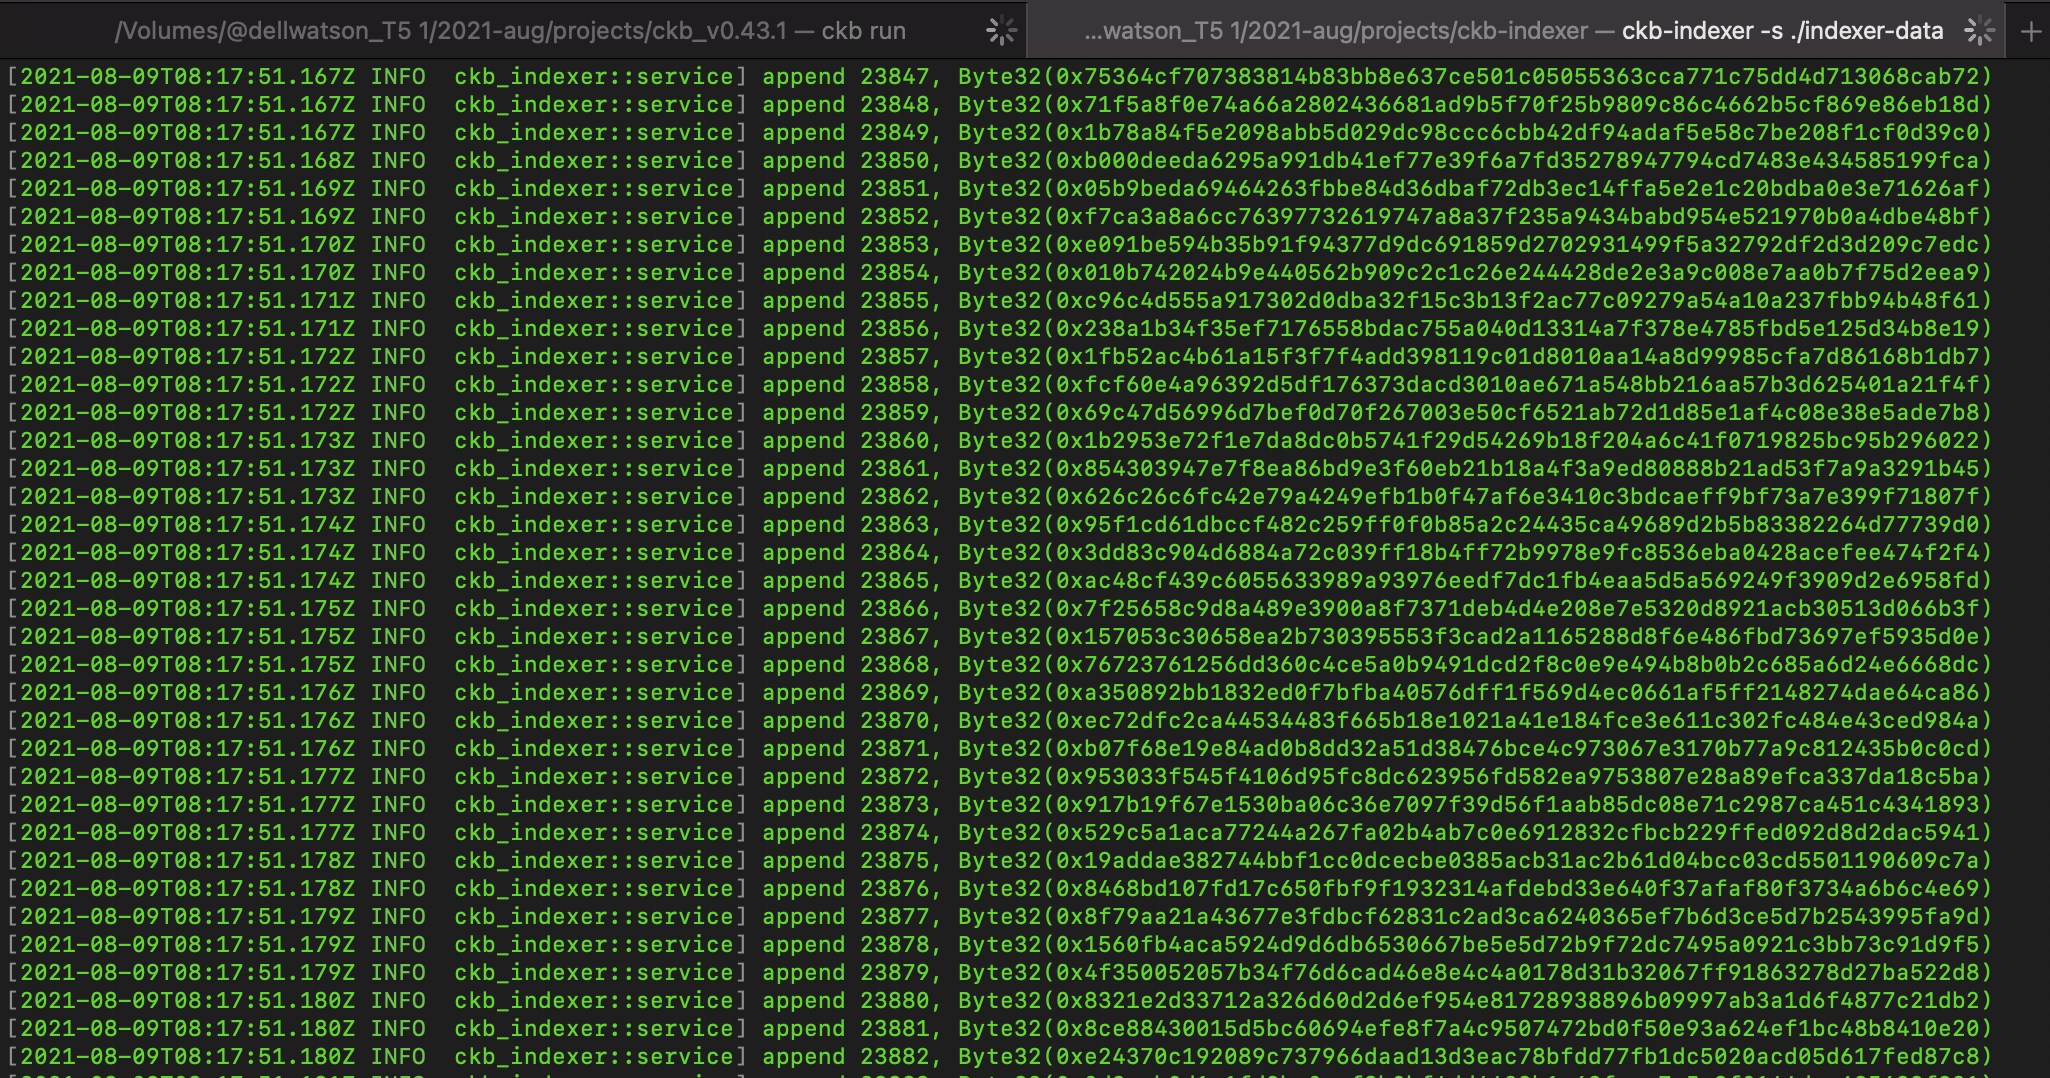 /Volumes/@dellwatson_T5 1/2021-aug/projects/ckb_v0.43.1 — ckb run
...watson_T5 1/2021-aug/projects/ckb-indexer — ckb-indexer -s ./indexer-data
[2021-08-09T08:17:51.167Z INFO  ckb_indexer::service] append 23847, Byte32(0x75364cf707383814b83bb8e637ce501c05055363cca771c75dd4d713068cab72)
[2021-08-09T08:17:51.167Z INFO  ckb_indexer::service] append 23848, Byte32(0x71f5a8f0e74a66a2802436681ad9b5f70f25b9809c86c4662b5cf869e86eb18d)
[2021-08-09T08:17:51.167Z INFO  ckb_indexer::service] append 23849, Byte32(0x1b78a84f5e2098abb5d029dc98ccc6cbb42df94adaf5e58c7be208f1cf0d39c0)
[2021-08-09T08:17:51.168Z INFO  ckb_indexer::service] append 23850, Byte32(0xb000deeda6295a991db41ef77e39f6a7fd35278947794cd7483e434585199fca)
[2021-08-09T08:17:51.169Z INFO  ckb_indexer::service] append 23851, Byte32(0x05b9beda69464263fbbe84d36dbaf72db3ec14ffa5e2e1c20bdba0e3e71626af)
[2021-08-09T08:17:51.169Z INFO  ckb_indexer::service] append 23852, Byte32(0xf7ca3a8a6cc76397732619747a8a37f235a9434babd954e521970b0a4dbe48bf)
[2021-08-09T08:17:51.170Z INFO  ckb_indexer::service] append 23853, Byte32(0xe091be594b35b91f94377d9dc691859d2702931499f5a32792df2d3d209c7edc)
[2021-08-09T08:17:51.170Z INFO  ckb_indexer::service] append 23854, Byte32(0x010b742024b9e440562b909c2c1c26e244428de2e3a9c008e7aa0b7f75d2eea9)
[2021-08-09T08:17:51.171Z INFO  ckb_indexer::service] append 23855, Byte32(0xc96c4d555a917302d0dba32f15c3b13f2ac77c09279a54a10a237fbb94b48f61)
[2021-08-09T08:17:51.171Z INFO  ckb_indexer::service] append 23856, Byte32(0x238a1b34f35ef7176558bdac755a040d13314a7f378e4785fbd5e125d34b8e19)
[2021-08-09T08:17:51.172Z INFO  ckb_indexer::service] append 23857, Byte32(0x1fb52ac4b61a15f3f7f4add398119c01d8010aa14a8d99985cfa7d86168b1db7)
[2021-08-09T08:17:51.172Z INFO  ckb_indexer::service] append 23858, Byte32(0xfcf60e4a96392d5df176373dacd3010ae671a548bb216aa57b3d625401a21f4f)
[2021-08-09T08:17:51.172Z INFO  ckb_indexer::service] append 23859, Byte32(0x69c47d56996d7bef0d70f267003e50cf6521ab72d1d85e1af4c08e38e5ade7b8)
[2021-08-09T08:17:51.173Z INFO  ckb_indexer::service] append 23860, Byte32(0x1b2953e72f1e7da8dc0b5741f29d54269b18f204a6c41f0719825bc95b296022)
[2021-08-09T08:17:51.173Z INFO  ckb_indexer::service] append 23861, Byte32(0x854303947e7f8ea86bd9e3f60eb21b18a4f3a9ed80888b21ad53f7a9a3291b45)
[2021-08-09T08:17:51.173Z INFO  ckb_indexer::service] append 23862, Byte32(0x626c26c6fc42e79a4249efb1b0f47af6e3410c3bdcaeff9bf73a7e399f71807f)
[2021-08-09T08:17:51.174Z INFO  ckb_indexer::service] append 23863, Byte32(0x95f1cd61dbccf482c259ff0f0b85a2c24435ca49689d2b5b83382264d77739d0)
[2021-08-09T08:17:51.174Z INFO  ckb_indexer::service] append 23864, Byte32(0x3dd83c904d6884a72c039ff18b4ff72b9978e9fc8536eba0428acefee474f2f4)
[2021-08-09T08:17:51.174Z INFO  ckb_indexer::service] append 23865, Byte32(0xac48cf439c6055633989a93976eedf7dc1fb4eaa5d5a569249f3909d2e6958fd)
[2021-08-09T08:17:51.175Z INFO  ckb_indexer::service] append 23866, Byte32(0x7f25658c9d8a489e3900a8f7371deb4d4e208e7e5320d8921acb30513d066b3f)
[2021-08-09T08:17:51.175Z INFO  ckb_indexer::service] append 23867, Byte32(0x157053c30658ea2b730395553f3cad2a1165288d8f6e486fbd73697ef5935d0e)
[2021-08-09T08:17:51.175Z INFO  ckb_indexer::service] append 23868, Byte32(0x76723761256dd360c4ce5a0b9491dcd2f8c0e9e494b8b0b2c685a6d24e6668dc)
[2021-08-09T08:17:51.176Z INFO  ckb_indexer::service] append 23869, Byte32(0xa350892bb1832ed0f7bfba40576dff1f569d4ec0661af5ff2148274dae64ca86)
[2021-08-09T08:17:51.176Z INFO  ckb_indexer::service] append 23870, Byte32(0xec72dfc2ca44534483f665b18e1021a41e184fce3e611c302fc484e43ced984a)
[2021-08-09T08:17:51.176Z INFO  ckb_indexer::service] append 23871, Byte32(0xb07f68e19e84ad0b8dd32a51d38476bce4c973067e3170b77a9c812435b0c0cd)
[2021-08-09T08:17:51.177Z INFO  ckb_indexer::service] append 23872, Byte32(0x953033f545f4106d95fc8dc623956fd582ea9753807e28a89efca337da18c5ba)
[2021-08-09T08:17:51.177Z INFO  ckb_indexer::service] append 23873, Byte32(0x917b19f67e1530ba06c36e7097f39d56f1aab85dc08e71c2987ca451c4341893)
[2021-08-09T08:17:51.177Z INFO  ckb_indexer::service] append 23874, Byte32(0x529c5a1aca77244a267fa02b4ab7c0e6912832cfbcb229ffed092d8d2dac5941)
[2021-08-09T08:17:51.178Z INFO  ckb_indexer::service] append 23875, Byte32(0x19addae382744bbf1cc0dcecbe0385acb31ac2b61d04bcc03cd5501190609c7a)
[2021-08-09T08:17:51.178Z INFO  ckb_indexer::service] append 23876, Byte32(0x8468bd107fd17c650fbf9f1932314afdebd33e640f37afaf80f3734a6b6c4e69)
[2021-08-09T08:17:51.179Z INFO  ckb_indexer::service] append 23877, Byte32(0x8f79aa21a43677e3fdbcf62831c2ad3ca6240365ef7b6d3ce5d7b2543995fa9d)
[2021-08-09T08:17:51.179Z INFO  ckb_indexer::service] append 23878, Byte32(0x1560fb4aca5924d9d6db6530667be5e5d72b9f72dc7495a0921c3bb73c91d9f5)
[2021-08-09T08:17:51.179Z INFO  ckb_indexer::service] append 23879, Byte32(0x4f350052057b34f76d6cad46e8e4c4a0178d31b32067ff91863278d27ba522d8)
[2021-08-09T08:17:51.180Z INFO  ckb_indexer::service] append 23880, Byte32(0x8321e2d33712a326d60d2d6ef954e81728938896b09997ab3a1d6f4877c21db2)
[2021-08-09T08:17:51.180Z INFO  ckb_indexer::service] append 23881, Byte32(0x8ce88430015d5bc60694efe8f7a4c9507472bd0f50e93a624ef1bc48b8410e20)
[2021-08-09T08:17:51.180Z INFO  ckb_indexer::service] append 23882, Byte32(0xe24370c192089c737966daad13d3eac78bfdd77fb1dc5020acd05d617fed87c8)